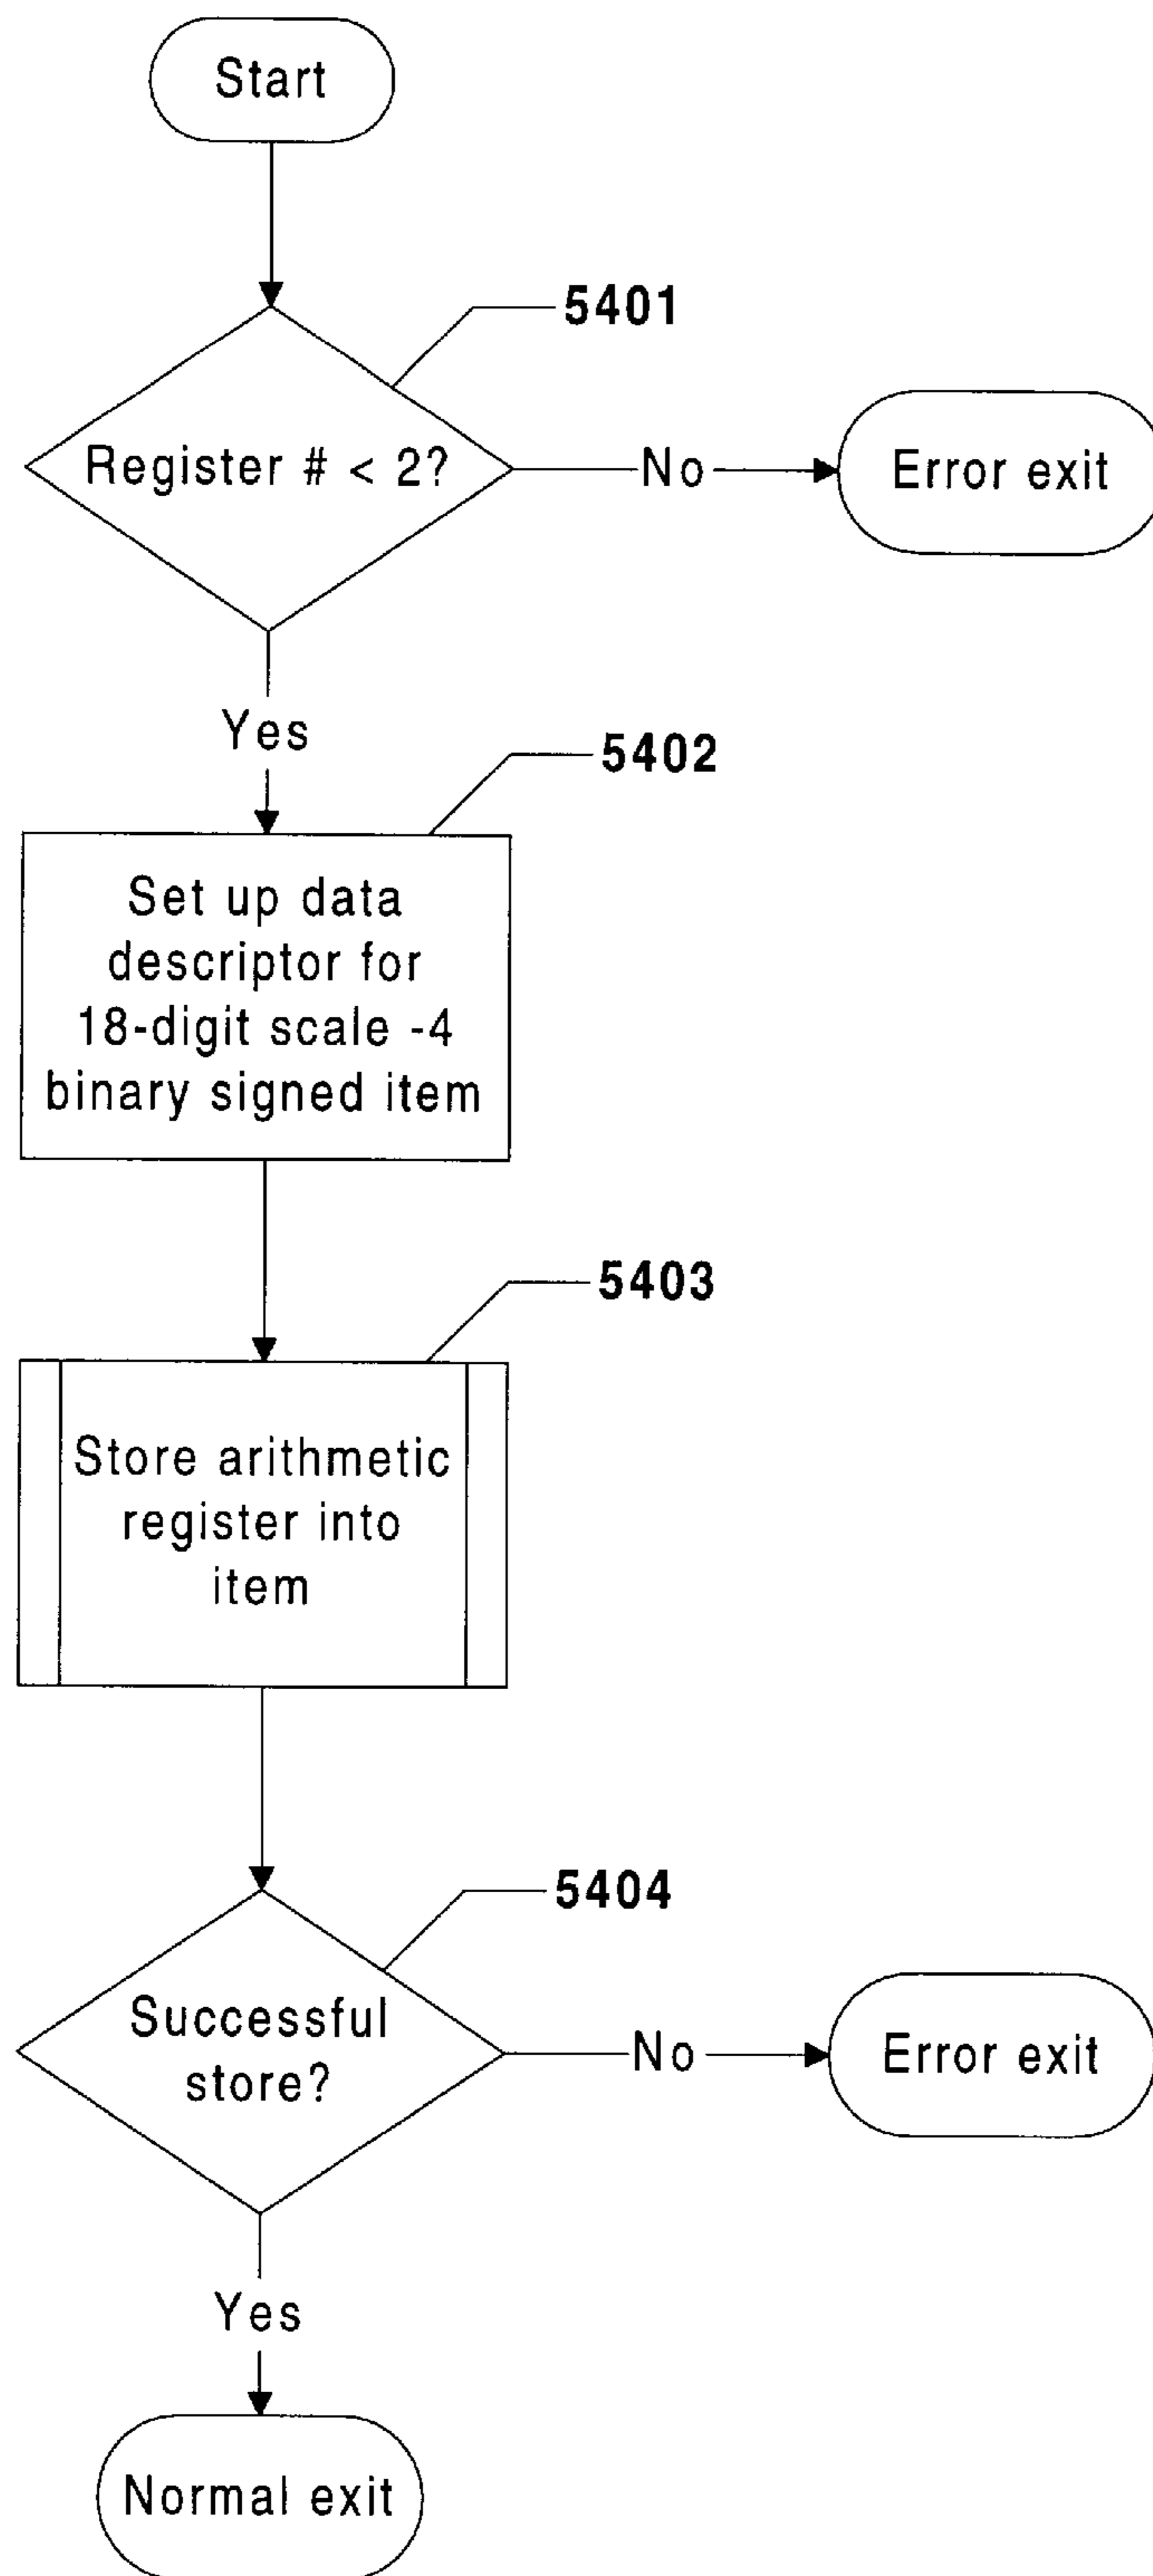 Start
5401
Register # < 2?
No
Error exit
Yes
5402
Set up data
descriptor for
18-digit scale -4
binary signed item
5403
Store arithmetic
register into
item
5404
Successful
store?
No
Error exit
Yes
Normal exit